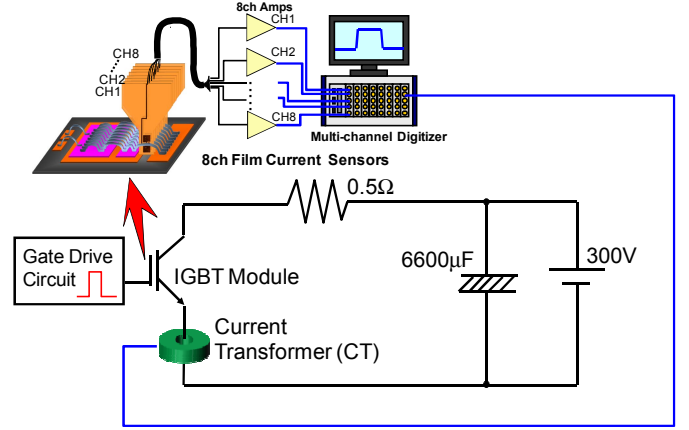 8ch Amps
CH1
CH8
CH2
CH2
CH1
CH8
Multi-channel Digitizer
8ch Film Current Sensors
0.5Ω
Gate Drive
Circuit
IGBT Module
6600μF
300V
Current
Transformer (CT)